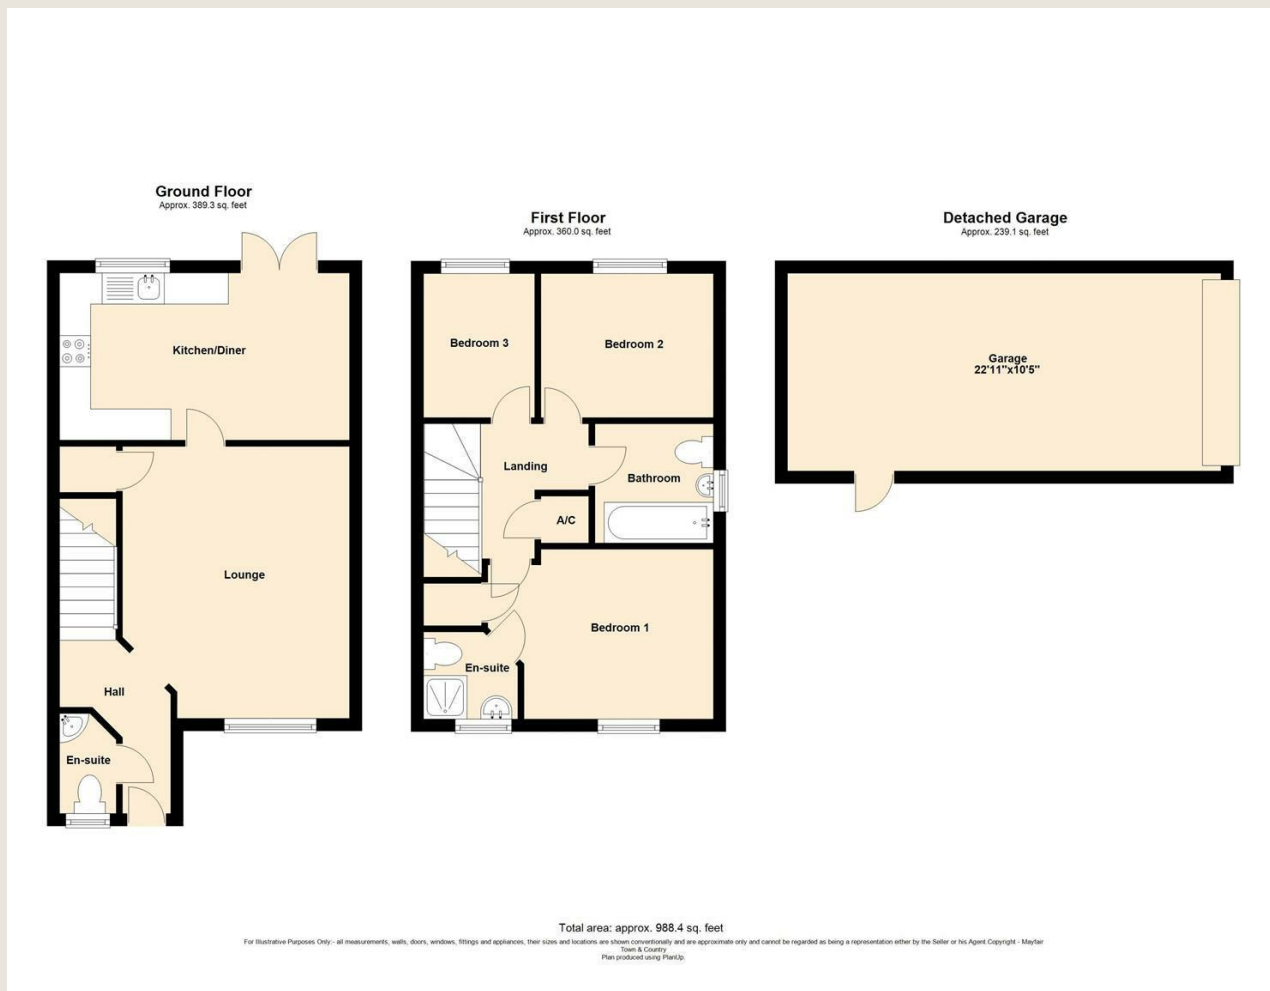 Ground Floor
Approx. 389.3 sq. feet
Kitchen/Diner
Lounge
Hall
En-suite
First Floor
Approx. 360.0 sq. feet
Bedroom 3
Bedroom 2
Landing
Bathroom
A/C
Bedroom 1
En-suite
Detached Garage
Approx. 239.1 sq. feet
Garage
22'11"x10'5"
Total area: approx. 988.4 sq. feet
For Illustrative Purposes Only:- all measurements, walls, doors, windows, fittings and appliances, their sizes and locations are shown conventionally and are approximate only and cannot be regarded as being a representation either by the Seller or his Agent.Copyright - Mayfair
Town & Country
Plan produced using PlanUp.